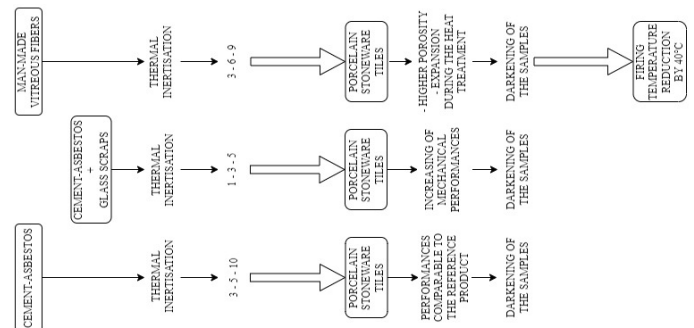 MAN-MADE
VITREOUS FIBERS
THERMAL
INERTISATION
3 - 6 - 9
PORCELAIN
STONEWARE
TILES
- HIGHER POROSITY
- EXPANSION
DURING THE HEAT
TREATMENT
DARKENING OF
THE SAMPLES
FIRING
TEMPERATURE
REDUCTION
BY 40°C
CEMENT-ASBESTOS
+
GLASS SCRAPS
THERMAL
INERTISATION
1 - 3 - 5
PORCELAIN
STONEWARE
TILES
INCREASING OF
MECHANICAL
PERFORMANCES
DARKENING OF
THE SAMPLES
CEMENT-ASBESTOS
THERMAL
INERTISATION
3 - 5 - 10
PORCELAIN
STONEWARE
TILES
PERFORMANCES
COMPARABLE TO
THE REFERENCE
PRODUCT
DARKENING OF
THE SAMPLES